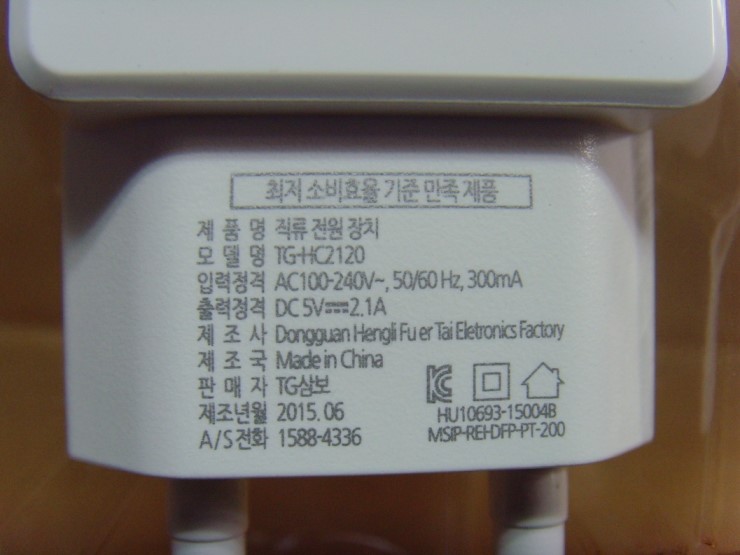 최저 소비효율 기준 만족 제품
제 품 명 직류 전원 장치
모 델 명 TG-HC2120
입력정격 AC100-240V~, 50/60 Hz, 300mA
출력정격 DC 5V⎓2.1A
제 조 사 Dongguan Hengli Fu er Tai Eletronics Factory
제 조 국 Made in China
판 매 자 TG삼보
제조년월 2015. 06
A/S전화 1588-4336
HU10693-15004B
MSIP-REI-DFP-PT-200